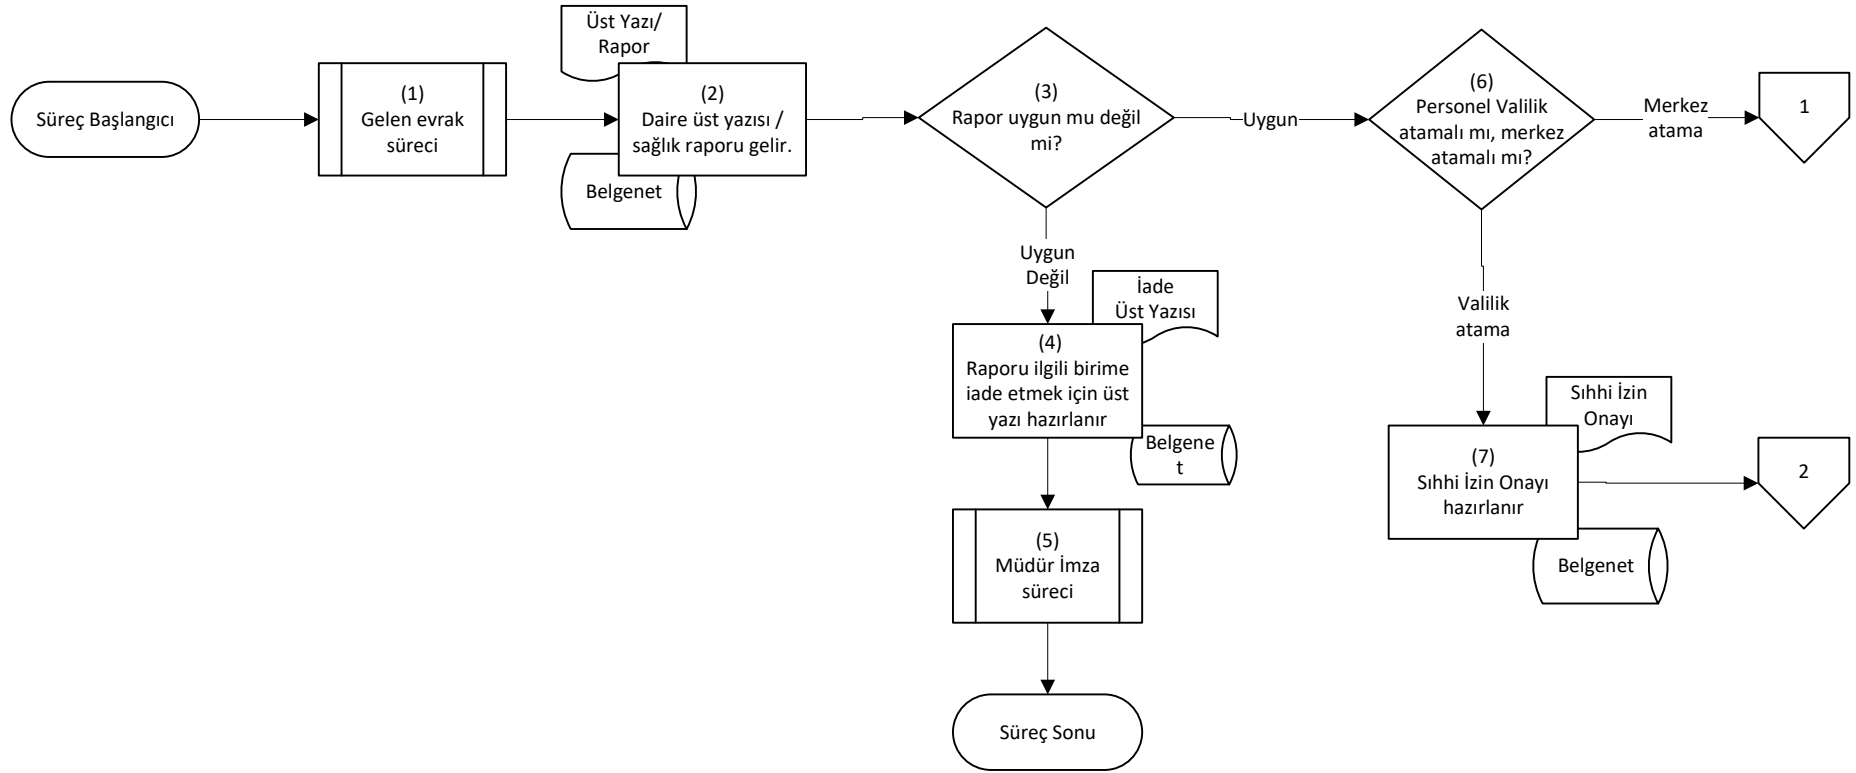 Süreç Başlangıcı
(1)
Gelen evrak
süreci
Üst Yazı/
Rapor
(2)
Daire üst yazısı /
sağlık raporu gelir.
Belgenet
(3)
Rapor uygun mu değil
mi?
Uygun
(6)
Personel Valilik
atamalı mı, merkez
atamalı mı?
Merkez
atama
1
Uygun
Değil
İade
Üst Yazısı
(4)
Raporu ilgili birime
iade etmek için üst
yazı hazırlanır
Belgene
t
(5)
Müdür İmza
süreci
Süreç Sonu
Valilik
atama
Sıhhi İzin
Onayı
(7)
Sıhhi İzin Onayı
hazırlanır
Belgenet
2